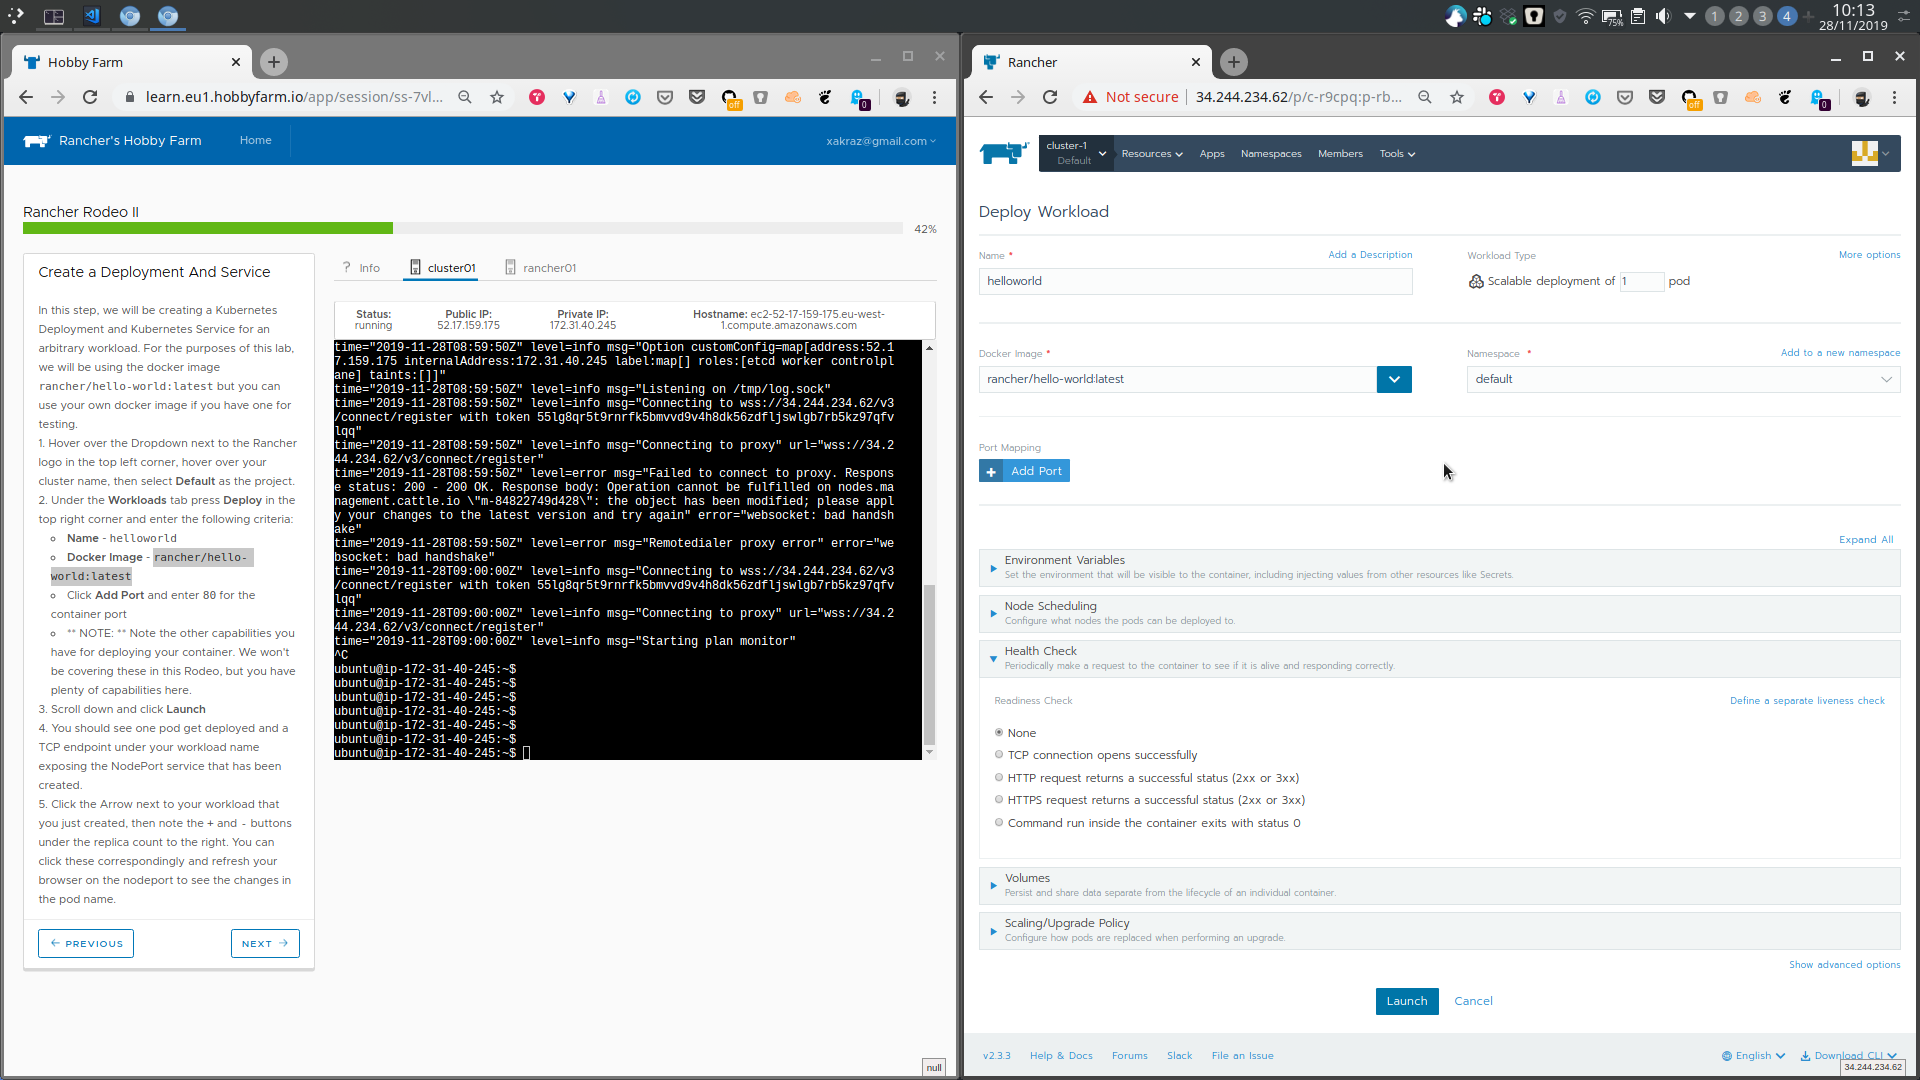 75%
1 2 3 4
10:13
28/11/2019
Hobby Farm
learn.eu1.hobbyfarm.io/app/session/ss-7vl...
off
0
Rancher's Hobby Farm
Home
xakraz@gmail.com
Rancher Rodeo II
42%
Create a Deployment And Service
In this step, we will be creating a Kubernetes
Deployment and Kubernetes Service for an
arbitrary workload. For the purposes of this lab,
we will be using the docker image
rancher/hello-world:latest but you can
use your own docker image if you have one for
testing.
1. Hover over the Dropdown next to the Rancher
logo in the top left corner, hover over your
cluster name, then select Default as the project.
2. Under the Workloads tab press Deploy in the
top right corner and enter the following criteria:
Name - helloworld
Docker Image - rancher/hello-
world:latest
Click Add Port and enter 80 for the
container port
** NOTE: ** Note the other capabilities you
have for deploying your container. We won't
be covering these in this Rodeo, but you have
plenty of capabilities here.
3. Scroll down and click Launch
4. You should see one pod get deployed and a
TCP endpoint under your workload name
exposing the NodePort service that has been
created.
5. Click the Arrow next to your workload that
you just created, then note the + and - buttons
under the replica count to the right. You can
click these correspondingly and refresh your
browser on the nodeport to see the changes in
the pod name.
← PREVIOUS
NEXT →
? Info
cluster01
rancher01
Status:
running
Public IP:
52.17.159.175
Private IP:
172.31.40.245
Hostname: ec2-52-17-159-175.eu-west-
1.compute.amazonaws.com
time="2019-11-28T08:59:50Z" level=info msg="Option customConfig=map[address:52.1
7.159.175 internalAddress:172.31.40.245 label:map[] roles:[etcd worker controlpl
ane] taints:[]]"
time="2019-11-28T08:59:50Z" level=info msg="Listening on /tmp/log.sock"
time="2019-11-28T08:59:50Z" level=info msg="Connecting to wss://34.244.234.62/v3
/connect/register with token 55lg8qr5t9rnrfk5bmvvd9v4h8dk56zdfljswlgb7rb5kz97qfv
lqq"
time="2019-11-28T08:59:50Z" level=info msg="Connecting to proxy" url="wss://34.2
44.234.62/v3/connect/register"
time="2019-11-28T08:59:50Z" level=error msg="Failed to connect to proxy. Respons
e status: 200 - 200 OK. Response body: Operation cannot be fulfilled on nodes.ma
nagement.cattle.io \"m-84822749d428\": the object has been modified; please appl
y your changes to the latest version and try again" error="websocket: bad handsh
ake"
time="2019-11-28T08:59:50Z" level=error msg="Remotedialer proxy error" error="we
bsocket: bad handshake"
time="2019-11-28T09:00:00Z" level=info msg="Connecting to wss://34.244.234.62/v3
/connect/register with token 55lg8qr5t9rnrfk5bmvvd9v4h8dk56zdfljswlgb7rb5kz97qfv
lqq"
time="2019-11-28T09:00:00Z" level=info msg="Connecting to proxy" url="wss://34.2
44.234.62/v3/connect/register"
time="2019-11-28T09:00:00Z" level=info msg="Starting plan monitor"
^C
ubuntu@ip-172-31-40-245:~$
ubuntu@ip-172-31-40-245:~$
ubuntu@ip-172-31-40-245:~$
ubuntu@ip-172-31-40-245:~$
ubuntu@ip-172-31-40-245:~$
ubuntu@ip-172-31-40-245:~$
ubuntu@ip-172-31-40-245:~$
null
Rancher
Not secure | 34.244.234.62/p/c-r9cpq:p-rb...
off
0
cluster-1
Default
Resources
Apps
Namespaces
Members
Tools
Deploy Workload
Name *
Add a Description
helloworld
Workload Type
More options
Scalable deployment of 1 pod
Docker Image *
rancher/hello-world:latest
Namespace *
Add to a new namespace
default
Port Mapping
+ Add Port
Expand All
Environment Variables
Set the environment that will be visible to the container, including injecting values from other resources like Secrets.
Node Scheduling
Configure what nodes the pods can be deployed to.
Health Check
Periodically make a request to the container to see if it is alive and responding correctly.
Readiness Check
Define a separate liveness check
None
TCP connection opens successfully
HTTP request returns a successful status (2xx or 3xx)
HTTPS request returns a successful status (2xx or 3xx)
Command run inside the container exits with status 0
Volumes
Persist and share data separate from the lifecycle of an individual container.
Scaling/Upgrade Policy
Configure how pods are replaced when performing an upgrade.
Show advanced options
Launch
Cancel
v2.3.3
Help & Docs
Forums
Slack
File an Issue
English
Download CLI
34.244.234.62